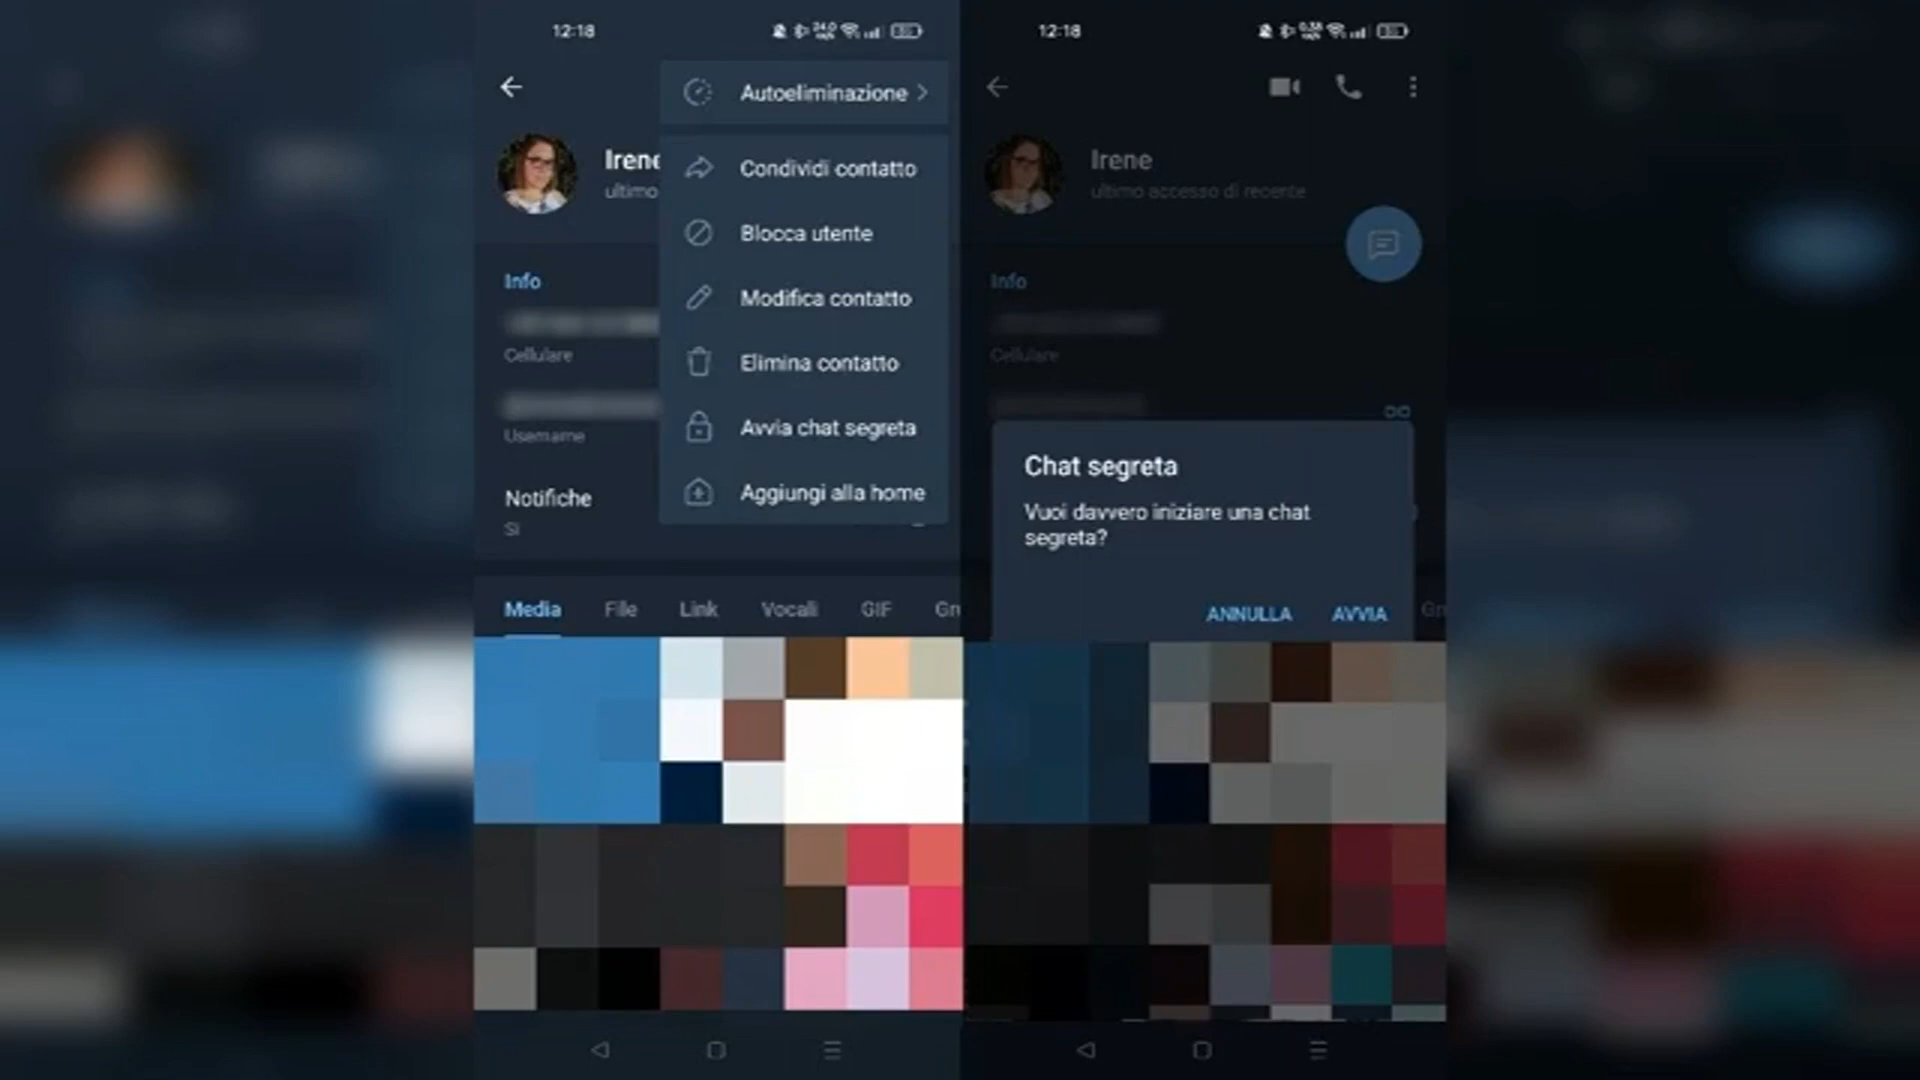 12:18
Autoeliminazione
Irene
ultimo
Condividi contatto
Blocca utente
Info
Modifica contatto
Cellulare
Elimina contatto
Avvia chat segreta
Username
Aggiungi alla home
Notifiche
Sì
Media File Link Vocali GIF Gru
12:18
Irene
ultimo accesso di recente
Info
Cellulare
Chat segreta
Vuoi davvero iniziare una chat
segreta?
ANNULLA AVVIA